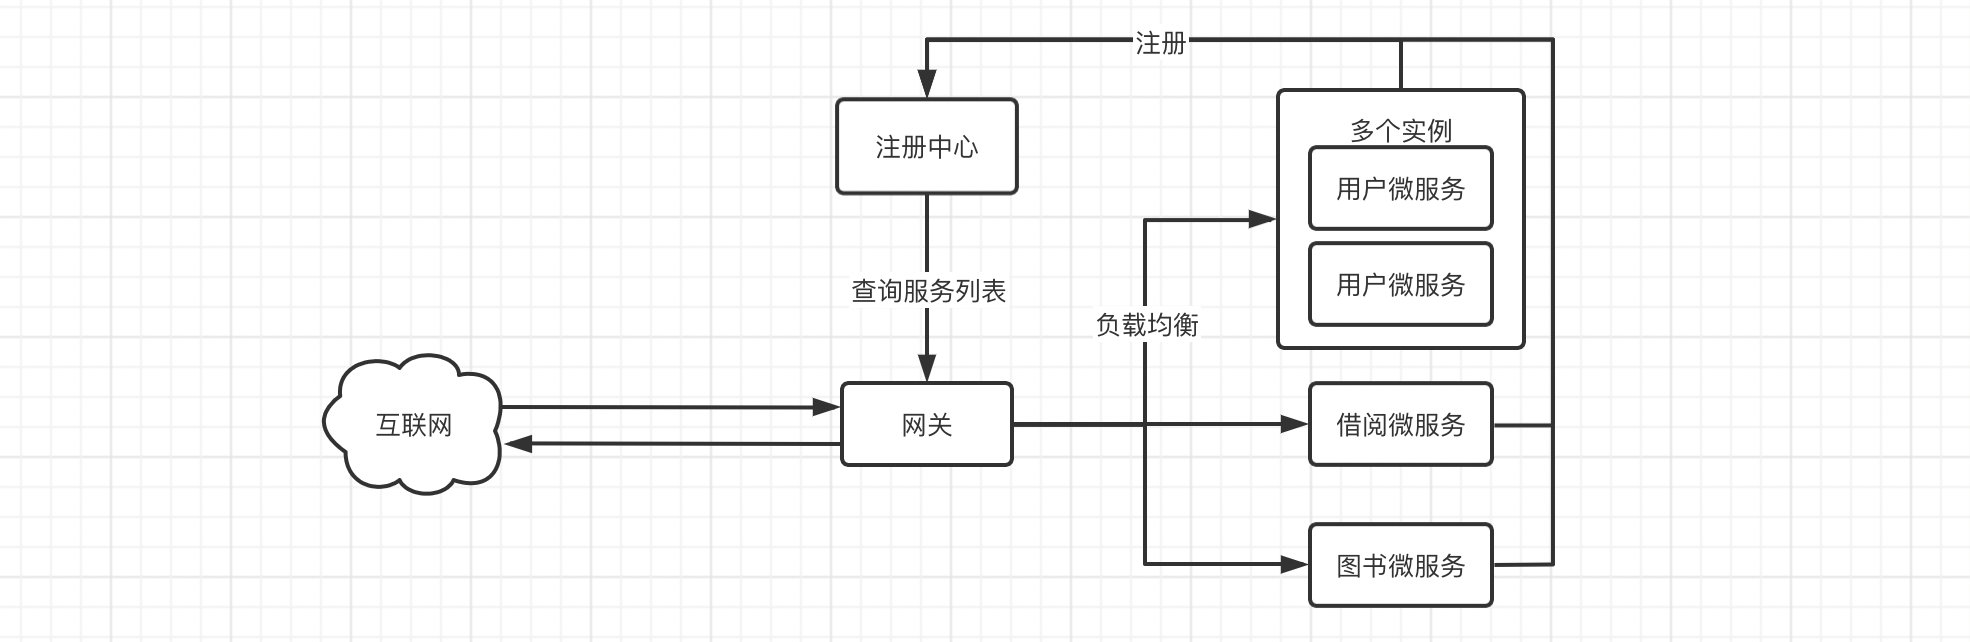 注册
注册中心
多个实例
用户微服务
用户微服务
查询服务列表
负载均衡
互联网
网关
借阅微服务
图书微服务